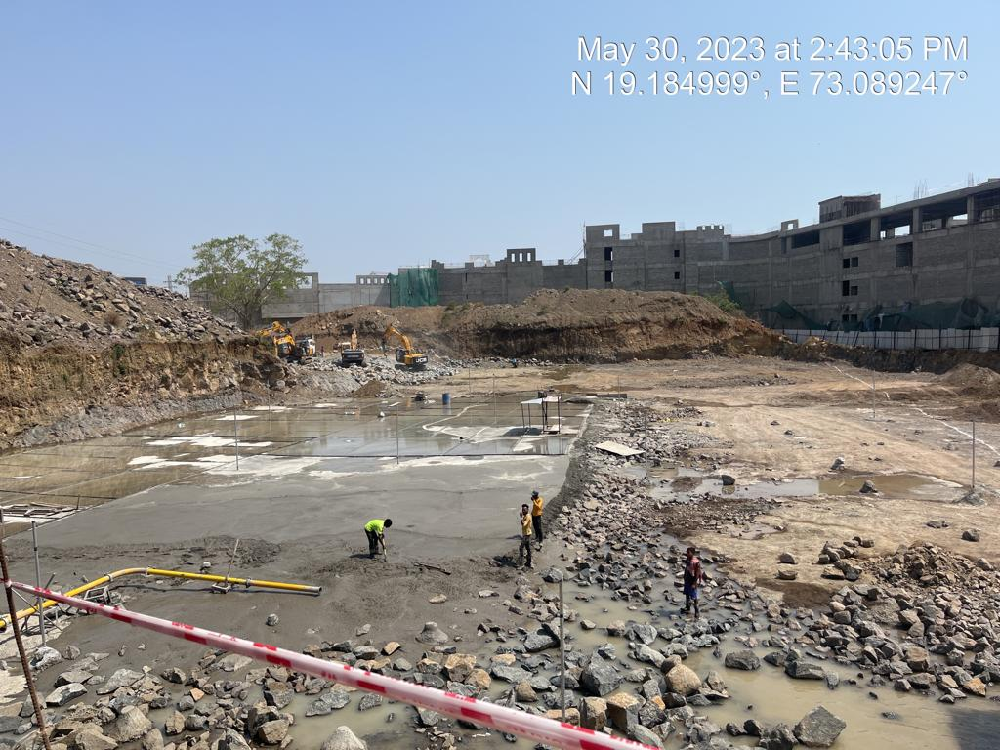 May 30, 2023 at 2:43:05 PM
N 19.184999°, E 73.089247°